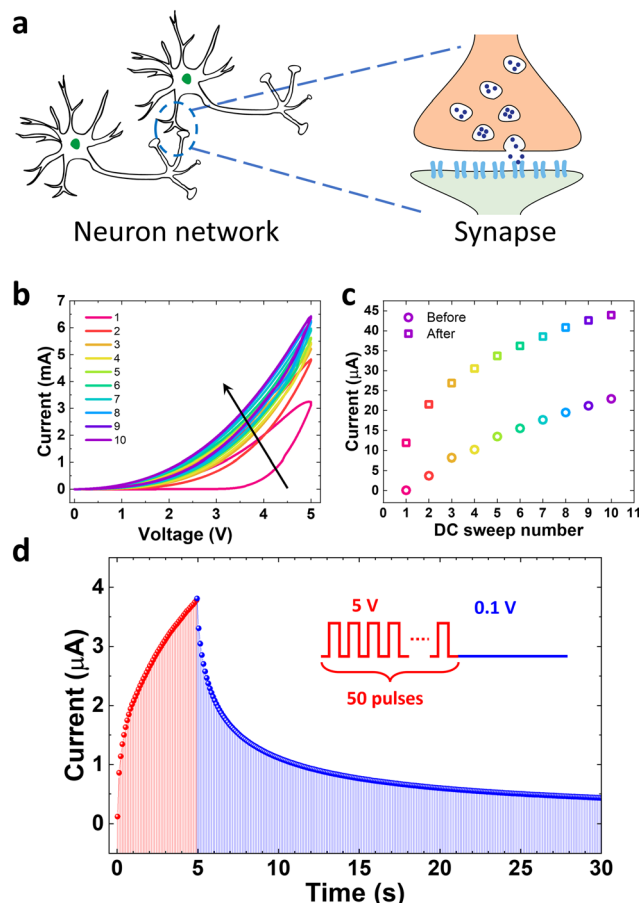 a
Neuron network
Synapse
b
Current (mA)
7
6
5
4
3
2
1
0
1
2
3
4
5
6
7
8
9
10
0 1 2 3 4 5
Voltage (V)
c
Current (μA)
45
40
35
30
25
20
15
10
5
0
Before
After
0 1 2 3 4 5 6 7 8 9 10 11
DC sweep number
d
Current (μA)
4
3
2
1
0
5 V
0.1 V
50 pulses
0 5 10 15 20 25 30
Time (s)